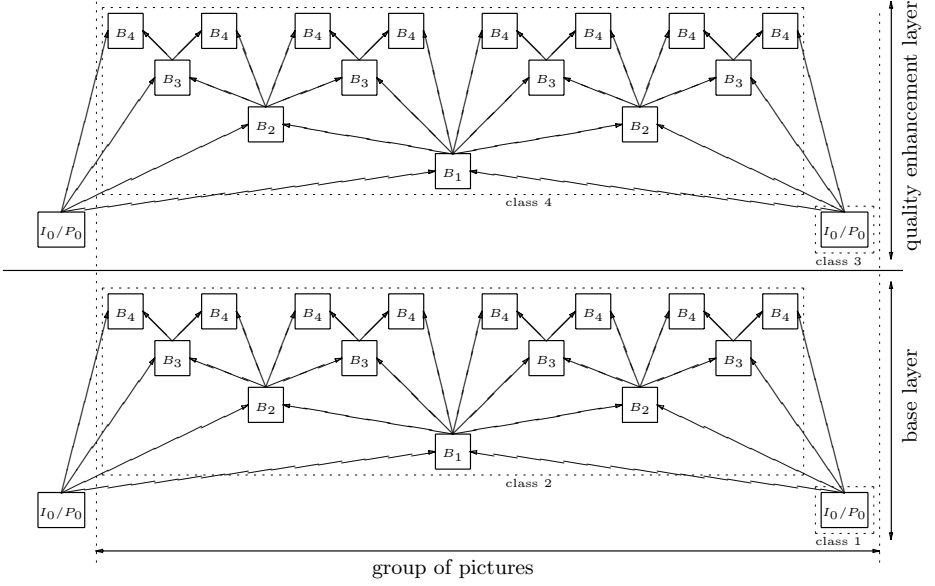 B4 B4 B4 B4 B4 B4 B4 B4
B3 B3 B3 B3
B2 B2
B1
class 4
I0/P0 I0/P0
class 3
quality enhancement layer
B4 B4 B4 B4 B4 B4 B4 B4
B3 B3 B3 B3
B2 B2
B1
class 2
I0/P0 I0/P0
class 1
base layer
group of pictures